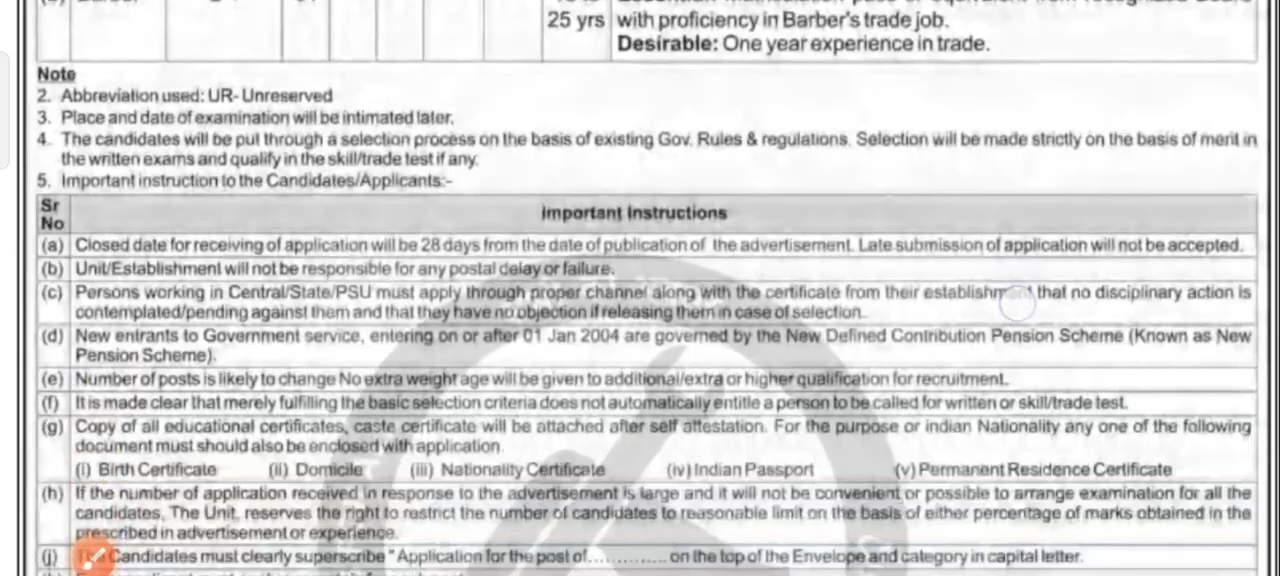 25 yrs with proficiency in Barber's trade job.
Desirable: One year experience in trade.
Note
2. Abbreviation used: UR- Unreserved
3. Place and date of examination will be intimated later.
4. The candidates will be put through a selection process on the basis of existing Gov. Rules & regulations. Selection will be made strictly on the basis of merit in
the written exams and qualify in the skill/trade test if any.
5. Important instruction to the Candidates/Applicants:-
Sr No Important Instructions
(a) Closed date for receiving of application will be 28 days from the date of publication of the advertisement. Late submission of application will not be accepted.
(b) Unit/Establishment will not be responsible for any postal delay or failure.
(c) Persons working in Central/State/PSU must apply through proper channel along with the certificate from their establishment that no disciplinary action is
contemplated/pending against them and that they have no objection if releasing them in case of selection.
(d) New entrants to Government service, entering on or after 01 Jan 2004 are governed by the New Defined Contribution Pension Scheme (Known as New
Pension Scheme).
(e) Number of posts is likely to change No extra weight age will be given to additional/extra or higher qualification for recruitment.
(f) It is made clear that merely fulfilling the basic selection criteria does not automatically entitle a person to be called for written or skill/trade test.
(g) Copy of all educational certificates, caste certificate will be attached after self attestation. For the purpose or indian Nationality any one of the following
document must should also be enclosed with application.
(i) Birth Certificate (ii) Domicile (iii) Nationality Certificate (iv) Indian Passport (v) Permanent Residence Certificate
(h) If the number of application received in response to the advertisement is large and it will not be convenient or possible to arrange examination for all the
candidates, The Unit, reserves the right to restrict the number of candidates to reasonable limit on the basis of either percentage of marks obtained in the
prescribed in advertisement or experience.
(j) The Candidates must clearly superscribe "Application for the post of.............. on the top of the Envelope and category in capital letter.